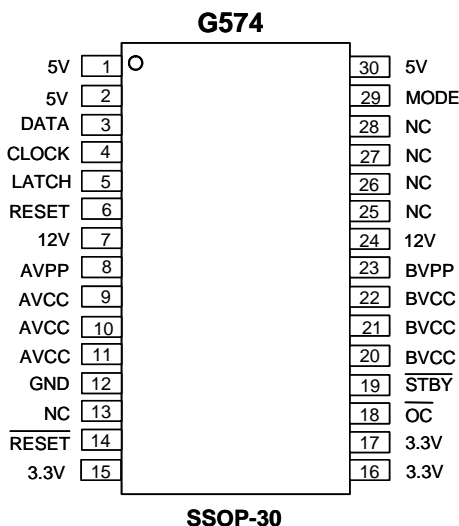 G574
5V 1 30 5V
5V 2 29 MODE
DATA 3 28 NC
CLOCK 4 27 NC
LATCH 5 26 NC
RESET 6 25 NC
12V 7 24 12V
AVPP 8 23 BVPP
AVCC 9 22 BVCC
AVCC 10 21 BVCC
AVCC 11 20 BVCC
GND 12 19 S̅T̅B̅Y̅
NC 13 18 O̅C̅
R̅E̅S̅E̅T̅ 14 17 3.3V
3.3V 15 16 3.3V
SSOP-30